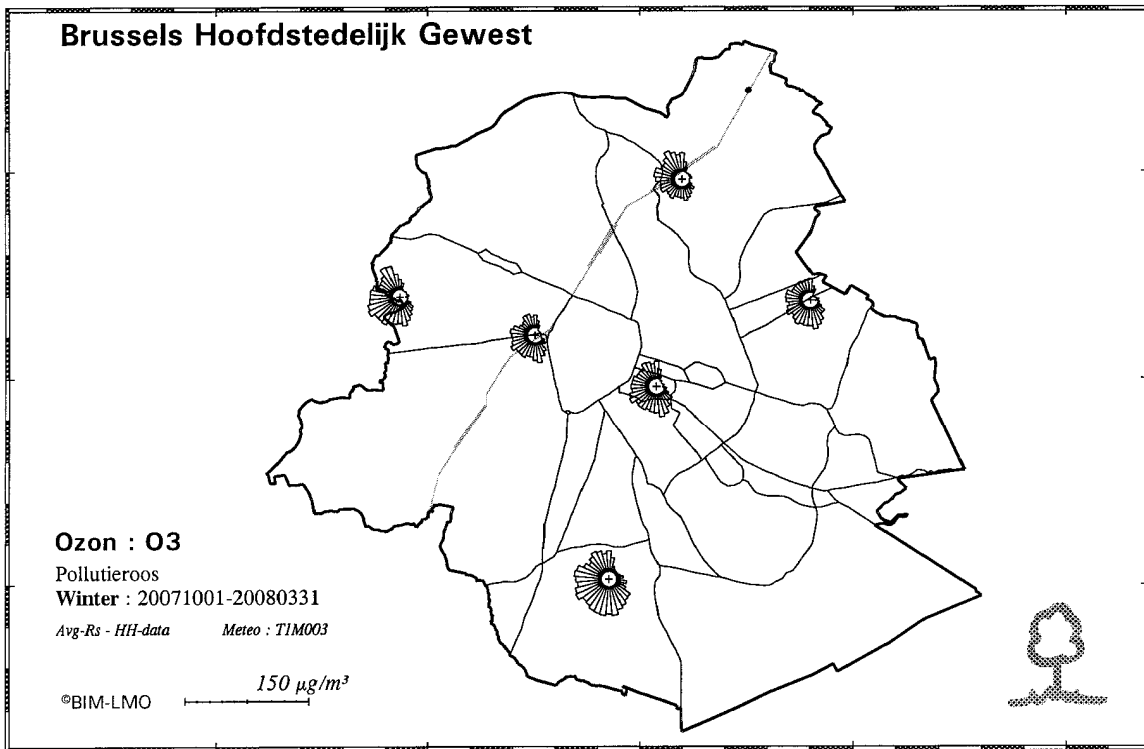 Brussels Hoofdstedelijk Gewest
Ozon : O3
Pollutieroos
Winter : 20071001-20080331
Avg-Rs - HH-data Meteo : T1M003
150 µg/m³
©BIM-LMO